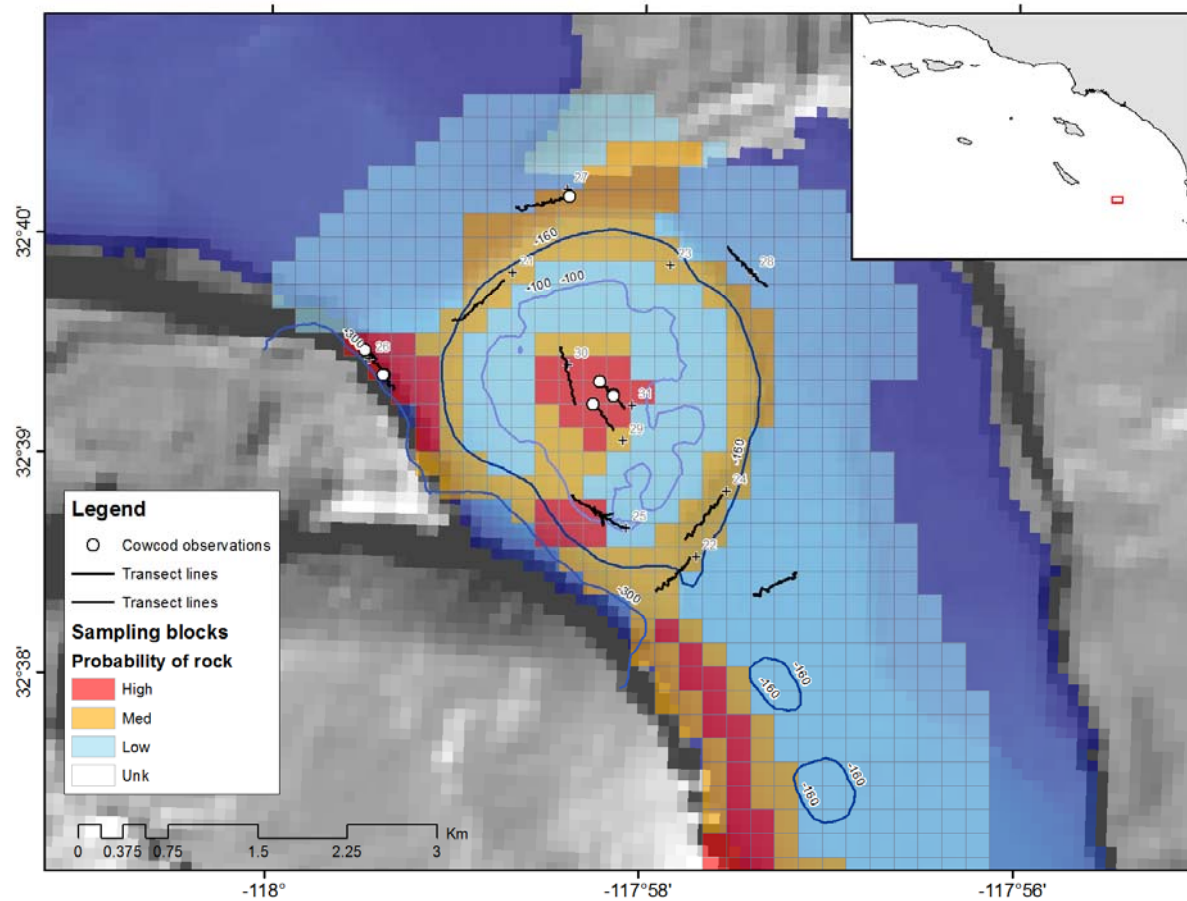 27
32°40'
-160
23
21
28
-100
-100
-300
26
30
31
32°39'
29
-160
24
25
22
-300
32°38'
-160
-160
-160
-160
Legend
Cowcod observations
Transect lines
Transect lines
Sampling blocks
Probability of rock
High
Med
Low
Unk
Km
0 0.375 0.75 1.5 2.25 3
-118° -117°58' -117°56'